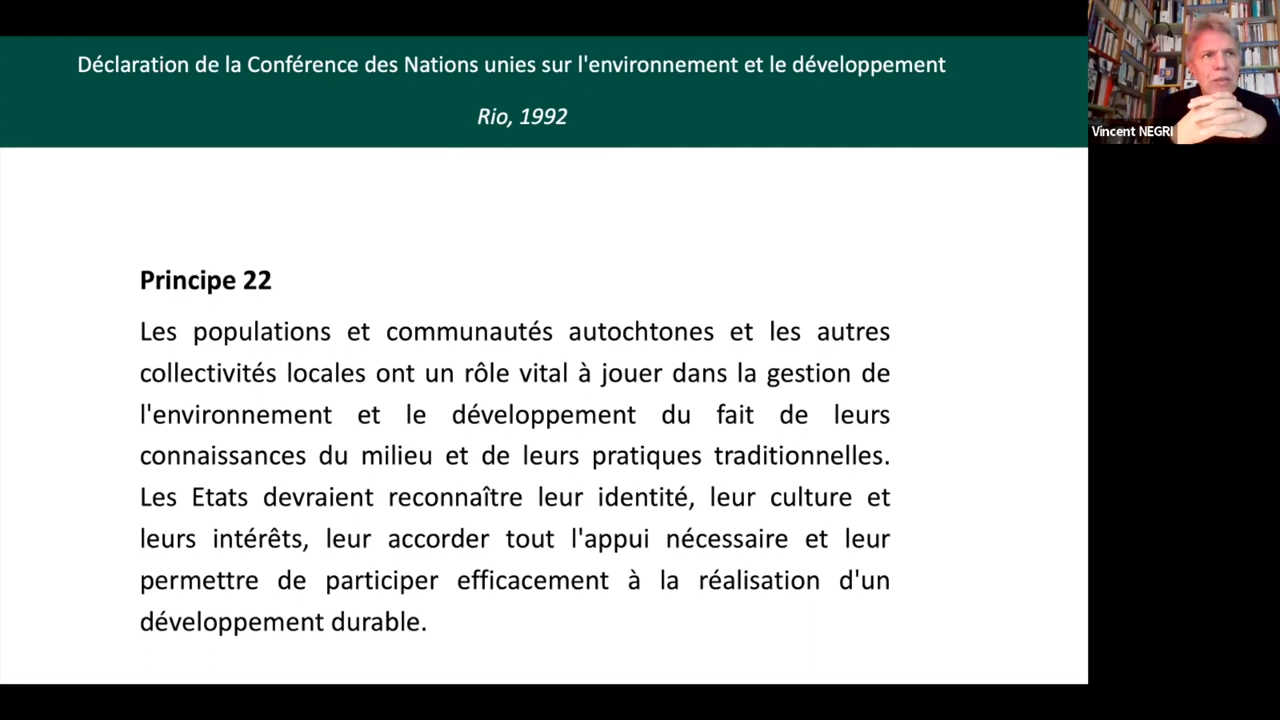 Déclaration de la Conférence des Nations unies sur l'environnement et le développement
Rio, 1992
Vincent NEGRI
Principe 22
Les populations et communautés autochtones et les autres
collectivités locales ont un rôle vital à jouer dans la gestion de
l'environnement et le développement du fait de leurs
connaissances du milieu et de leurs pratiques traditionnelles.
Les Etats devraient reconnaître leur identité, leur culture et
leurs intérêts, leur accorder tout l'appui nécessaire et leur
permettre de participer efficacement à la réalisation d'un
développement durable.